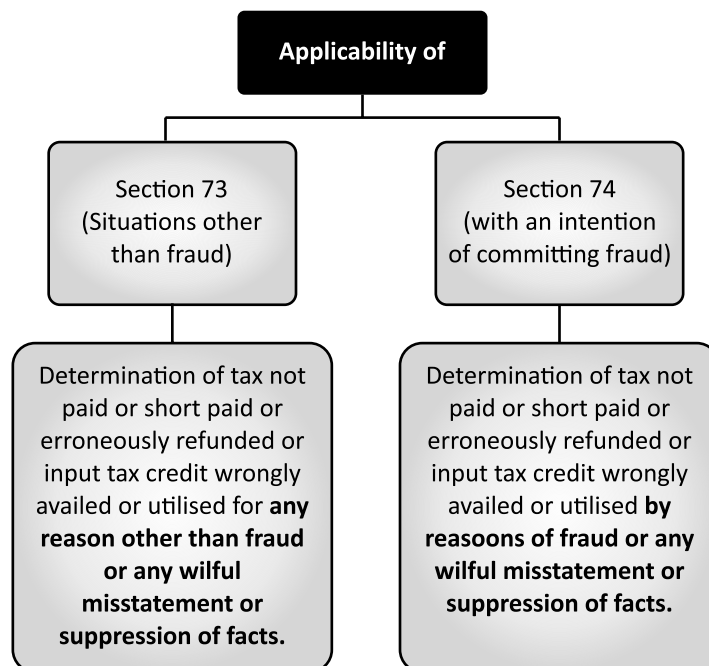 Applicability of
Section 73
(Situations other
than fraud)
Section 74
(with an intention
of committing fraud)
Determination of tax not
paid or short paid or
erroneously refunded or
input tax credit wrongly
availed or utilised for any
reason other than fraud
or any wilful
misstatement or
suppression of facts.
Determination of tax not
paid or short paid or
erroneously refunded or
input tax credit wrongly
availed or utilised by
reasoons of fraud or any
wilful misstatement or
suppression of facts.